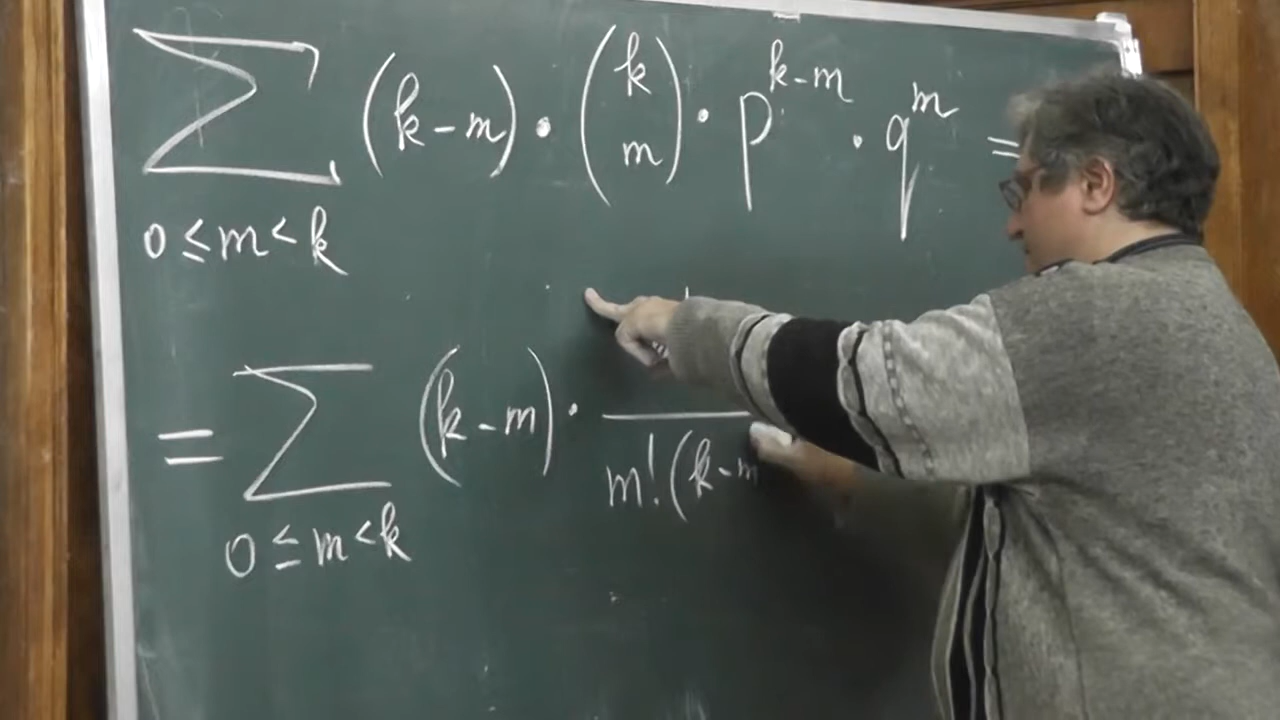 ∑ (k-m) · (k m) · p^{k-m} · q^m =
0 ≤ m < k
= ∑ (k-m) ·
m! (k-m
0 ≤ m < k